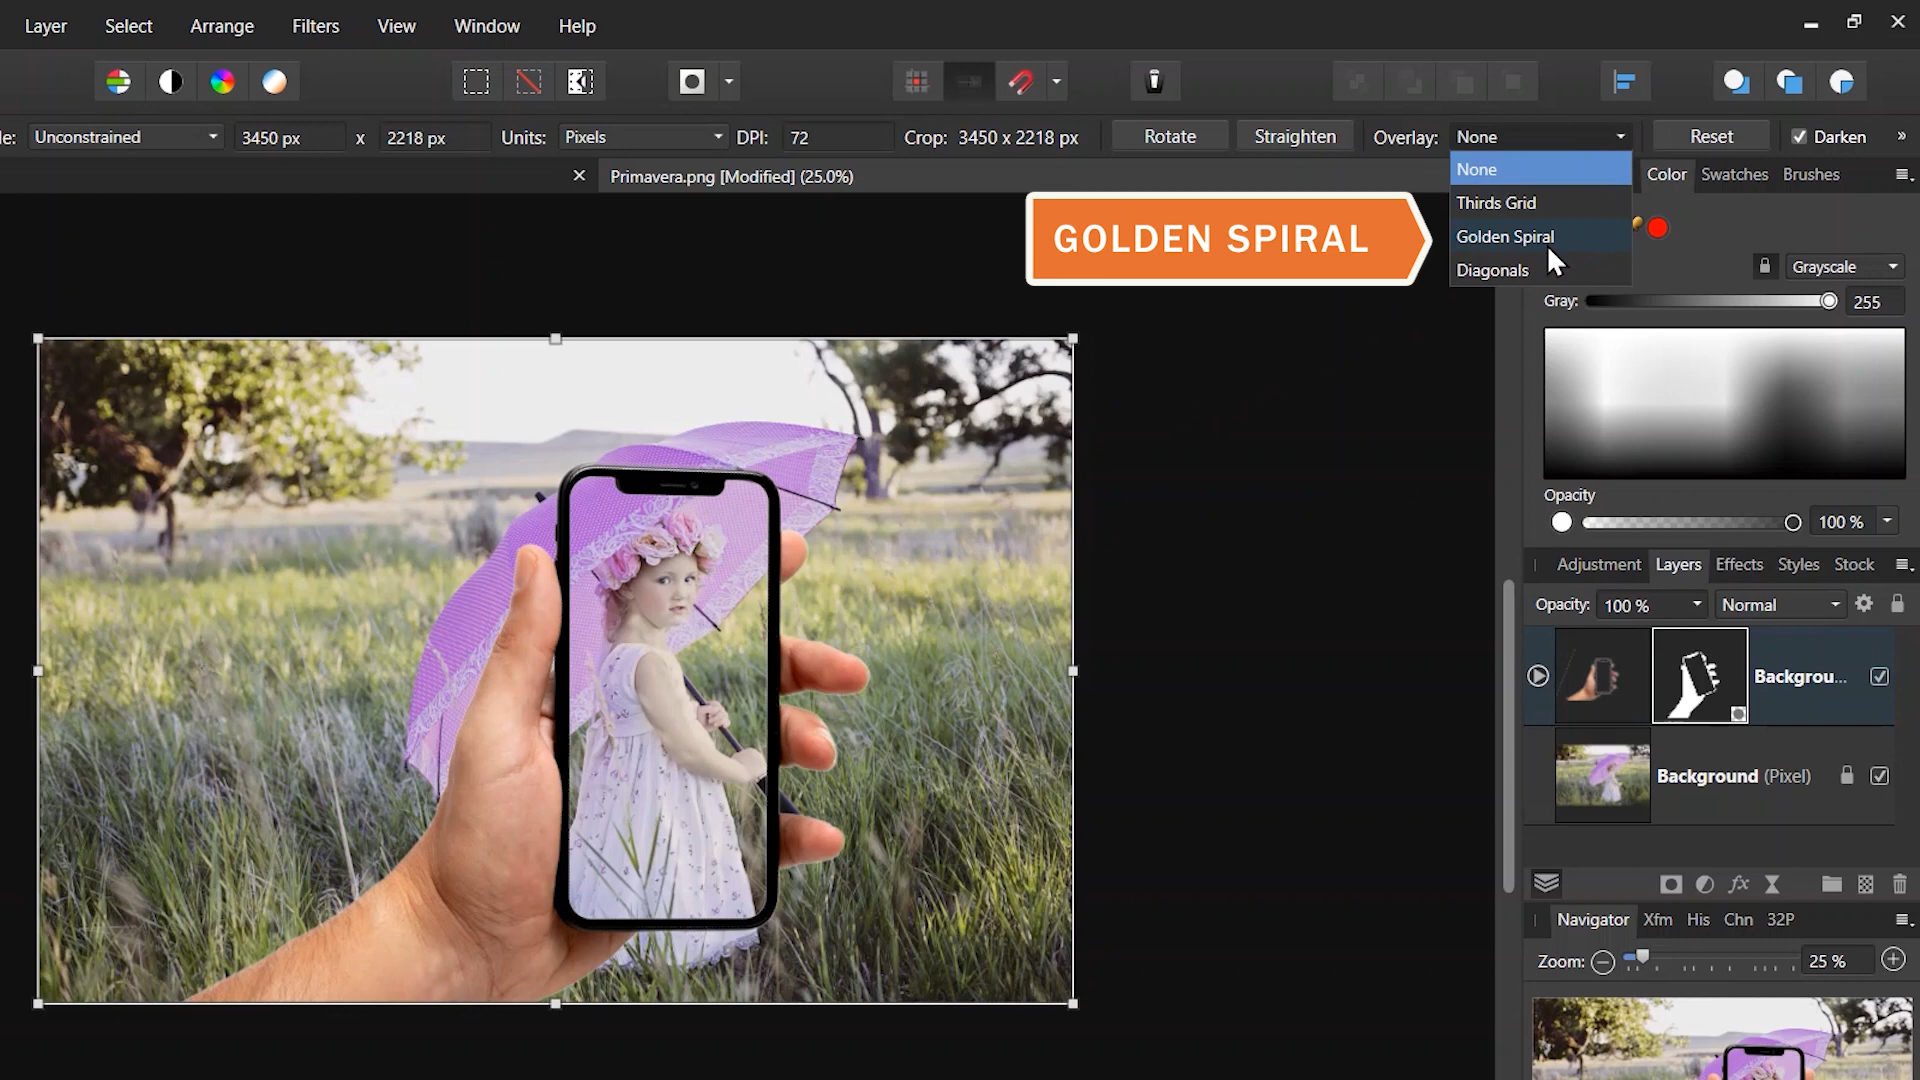 Layer Select Arrange Filters View Window Help
le: Unconstrained 3450 px x 2218 px Units: Pixels DPI: 72 Crop: 3450 x 2218 px Rotate Straighten Overlay: None Reset Darken »
Primavera.png [Modified] (25.0%)
None
Thirds Grid
Golden Spiral
Diagonals
GOLDEN SPIRAL
Color Swatches Brushes
Grayscale
Gray: 255
Opacity
100 %
Adjustment Layers Effects Styles Stock
Opacity: 100 % Normal
Backgrou...
Background (Pixel)
fx
Navigator Xfm His Chn 32P
Zoom: 25 %